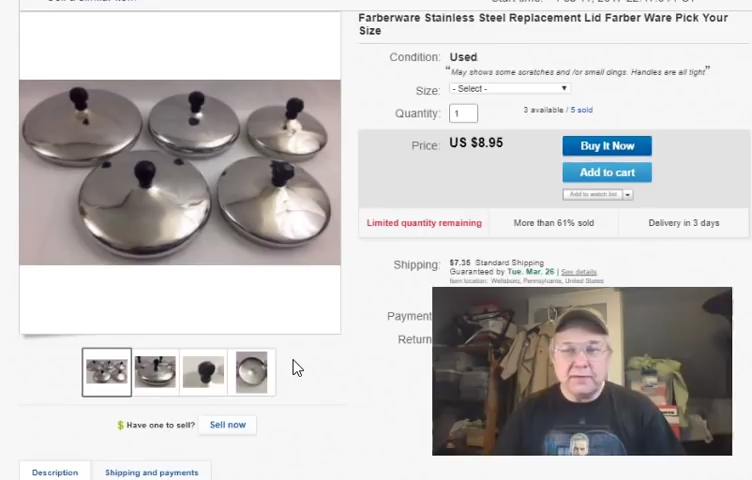 Farberware Stainless Steel Replacement Lid Farber Ware Pick Your
Size
Condition: Used
"May shows some scratches and /or small dings. Handles are all tight"
Size: - Select -
Quantity: 1 3 available / 5 sold
Price: US $8.95
Buy It Now
Add to cart
Add to watch list
Limited quantity remaining More than 61% sold Delivery in 3 days
Shipping: $7.35 Standard Shipping
Guaranteed by Tue. Mar. 26 | See details
Item location: Wellsboro, Pennsylvania, United States
Payment
Return
$ Have one to sell? Sell now
Description Shipping and payments